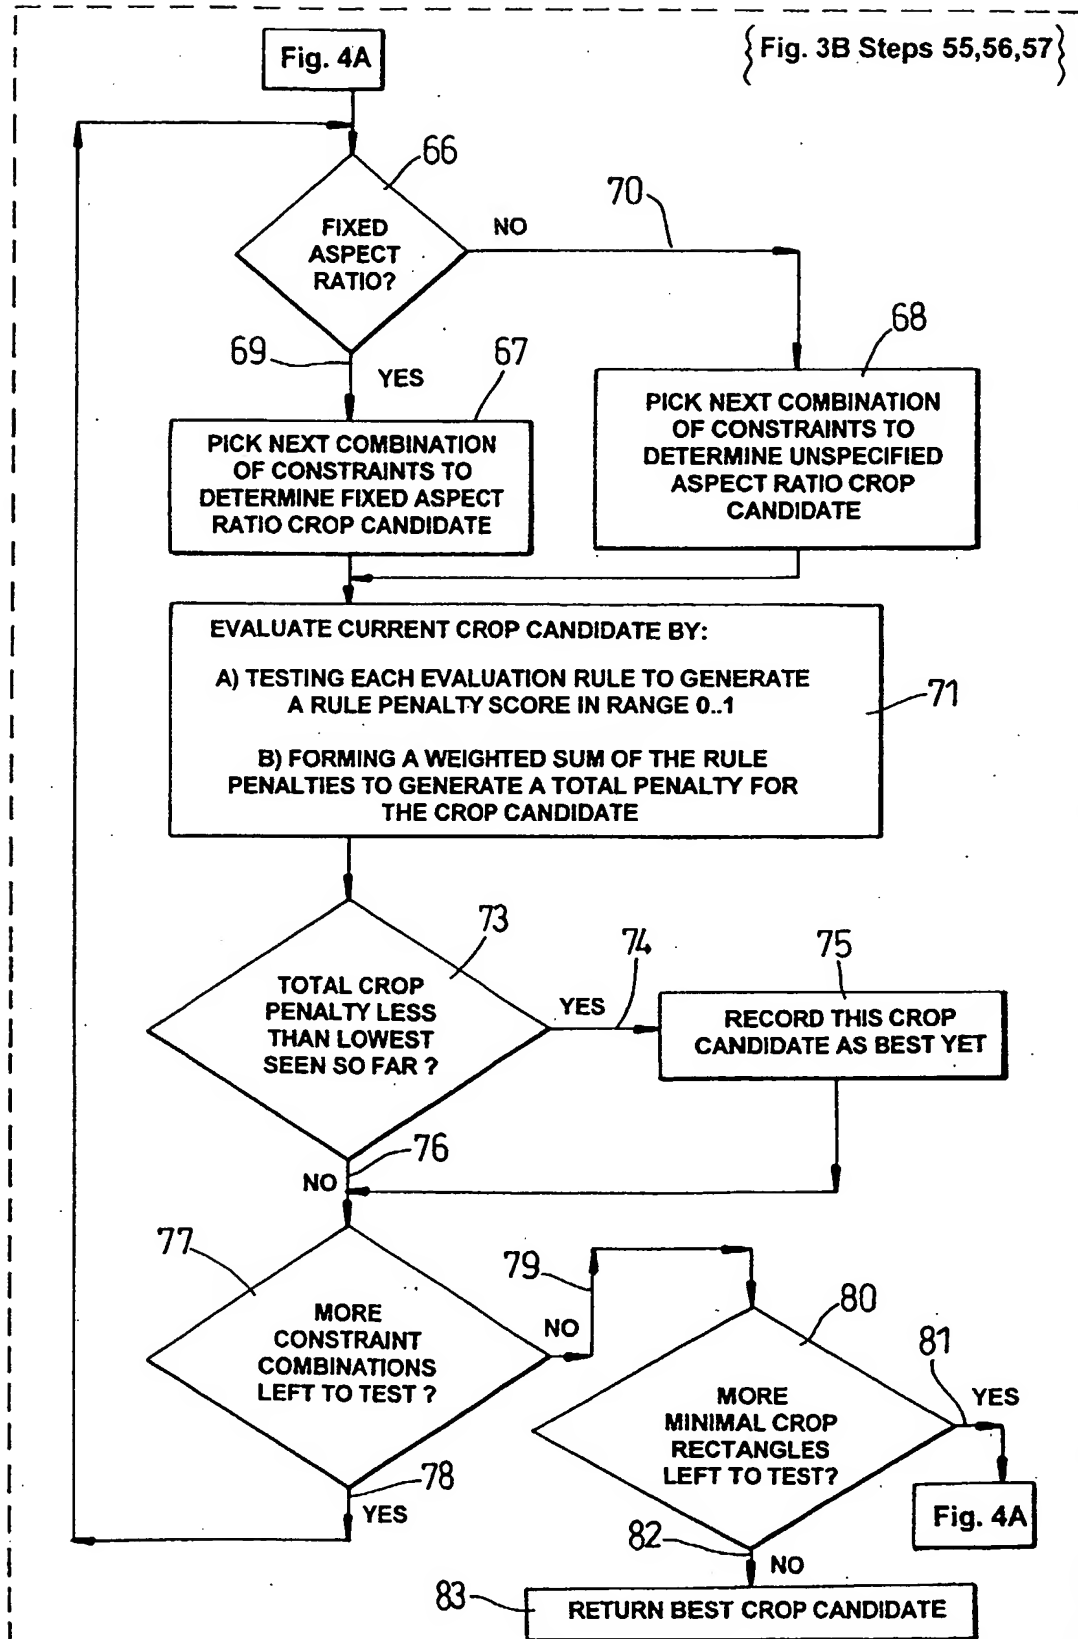 Fig. 4A
{Fig. 3B Steps 55,56,57}
66
FIXED
ASPECT
RATIO?
NO
70
69
YES
67
68
PICK NEXT COMBINATION
OF CONSTRAINTS TO
DETERMINE FIXED ASPECT
RATIO CROP CANDIDATE
PICK NEXT COMBINATION
OF CONSTRAINTS TO
DETERMINE UNSPECIFIED
ASPECT RATIO CROP
CANDIDATE
EVALUATE CURRENT CROP CANDIDATE BY:
A) TESTING EACH EVALUATION RULE TO GENERATE
A RULE PENALTY SCORE IN RANGE 0..1
B) FORMING A WEIGHTED SUM OF THE RULE
PENALTIES TO GENERATE A TOTAL PENALTY FOR
THE CROP CANDIDATE
71
73
TOTAL CROP
PENALTY LESS
THAN LOWEST
SEEN SO FAR ?
YES
74
75
RECORD THIS CROP
CANDIDATE AS BEST YET
76
NO
77
MORE
CONSTRAINT
COMBINATIONS
LEFT TO TEST ?
NO
79
78
YES
80
MORE
MINIMAL CROP
RECTANGLES
LEFT TO TEST?
81
YES
Fig. 4A
82
NO
83
RETURN BEST CROP CANDIDATE